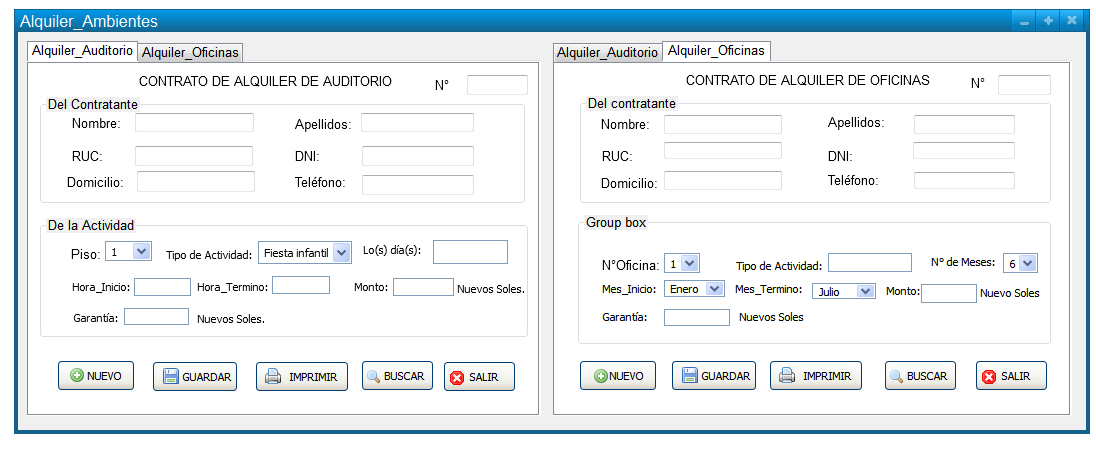 Alquiler_Ambientes
Alquiler_Auditorio Alquiler_Oficinas
CONTRATO DE ALQUILER DE AUDITORIO N°
Del Contratante
Nombre: Apellidos:
RUC: DNI:
Domicilio: Teléfono:
De la Actividad
Piso: 1 Tipo de Actividad: Fiesta infantil Lo(s) día(s):
Hora_Inicio: Hora_Termino: Monto: Nuevos Soles.
Garantía: Nuevos Soles.
NUEVO GUARDAR IMPRIMIR BUSCAR SALIR
Alquiler_Auditorio Alquiler_Oficinas
CONTRATO DE ALQUILER DE OFICINAS N°
Del contratante
Nombre: Apellidos:
RUC: DNI:
Domicilio: Teléfono:
Group box
N°Oficina: 1 Tipo de Actividad: N° de Meses: 6
Mes_Inicio: Enero Mes_Termino: Julio Monto: Nuevo Soles
Garantía: Nuevos Soles
NUEVO GUARDAR IMPRIMIR BUSCAR SALIR